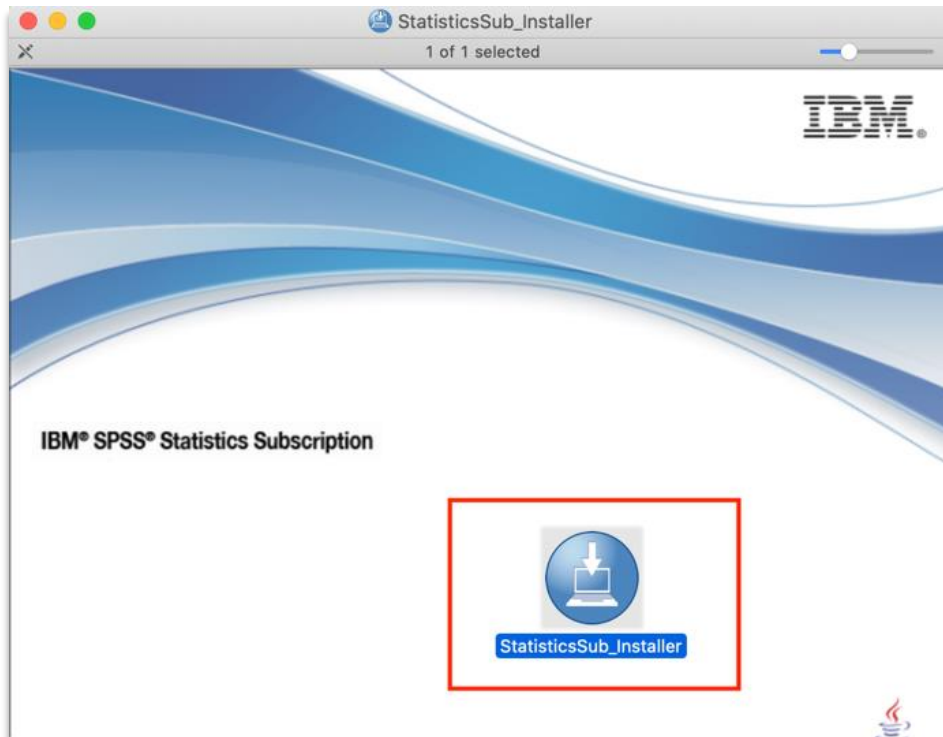 StatisticsSub_Installer
1 of 1 selected
IBM®
IBM® SPSS® Statistics Subscription
StatisticsSub_Installer